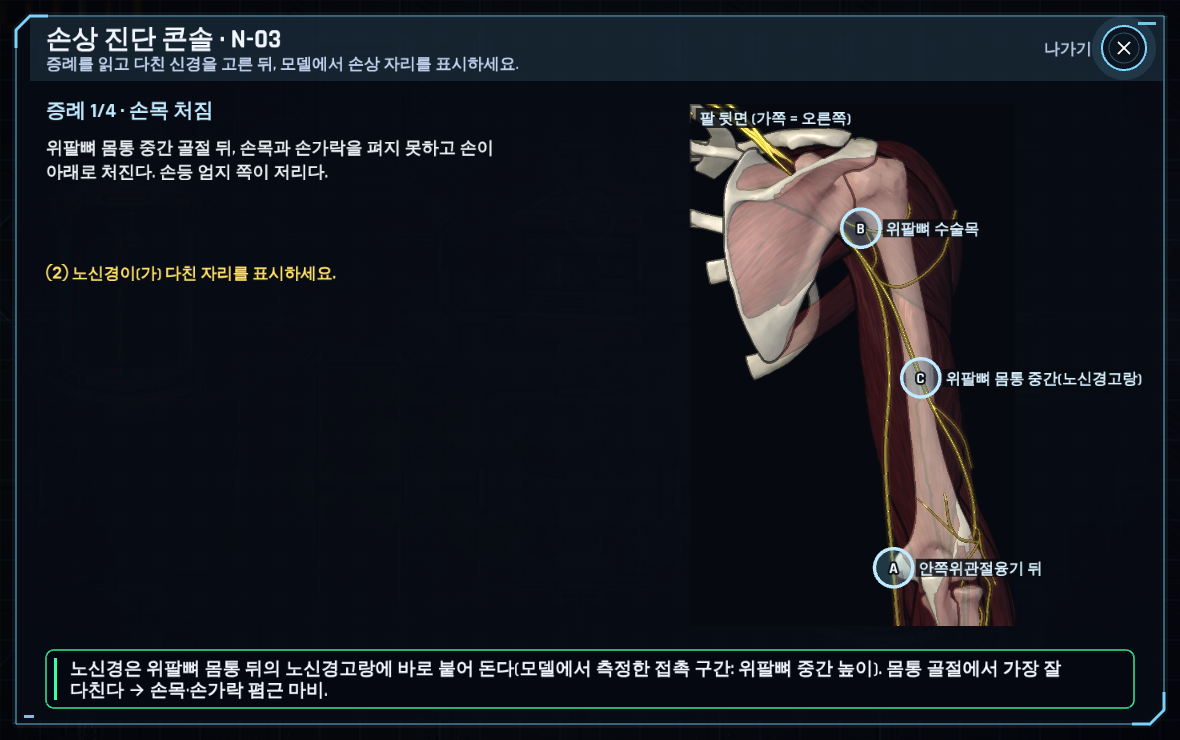 손상 진단 콘솔 · N-03
증례를 읽고 다친 신경을 고른 뒤, 모델에서 손상 자리를 표시하세요.
나가기
증례 1/4 · 손목 처짐
위팔뼈 몸통 중간 골절 뒤, 손목과 손가락을 펴지 못하고 손이
아래로 처진다. 손등 엄지 쪽이 저리다.
(2) 노신경이(가) 다친 자리를 표시하세요.
팔 뒷면 (가쪽 = 오른쪽)
B 위팔뼈 수술목
C 위팔뼈 몸통 중간(노신경고랑)
A 안쪽위관절융기 뒤
노신경은 위팔뼈 몸통 뒤의 노신경고랑에 바로 붙어 돈다(모델에서 측정한 접촉 구간: 위팔뼈 중간 높이). 몸통 골절에서 가장 잘
다친다 → 손목·손가락 폄근 마비.